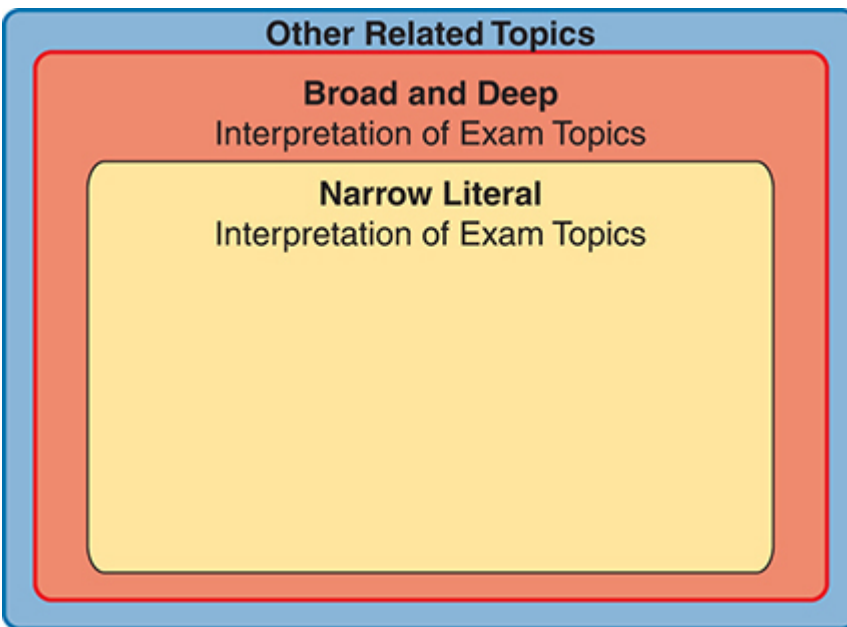 Other Related Topics
Broad and Deep
Interpretation of Exam Topics
Narrow Literal
Interpretation of Exam Topics